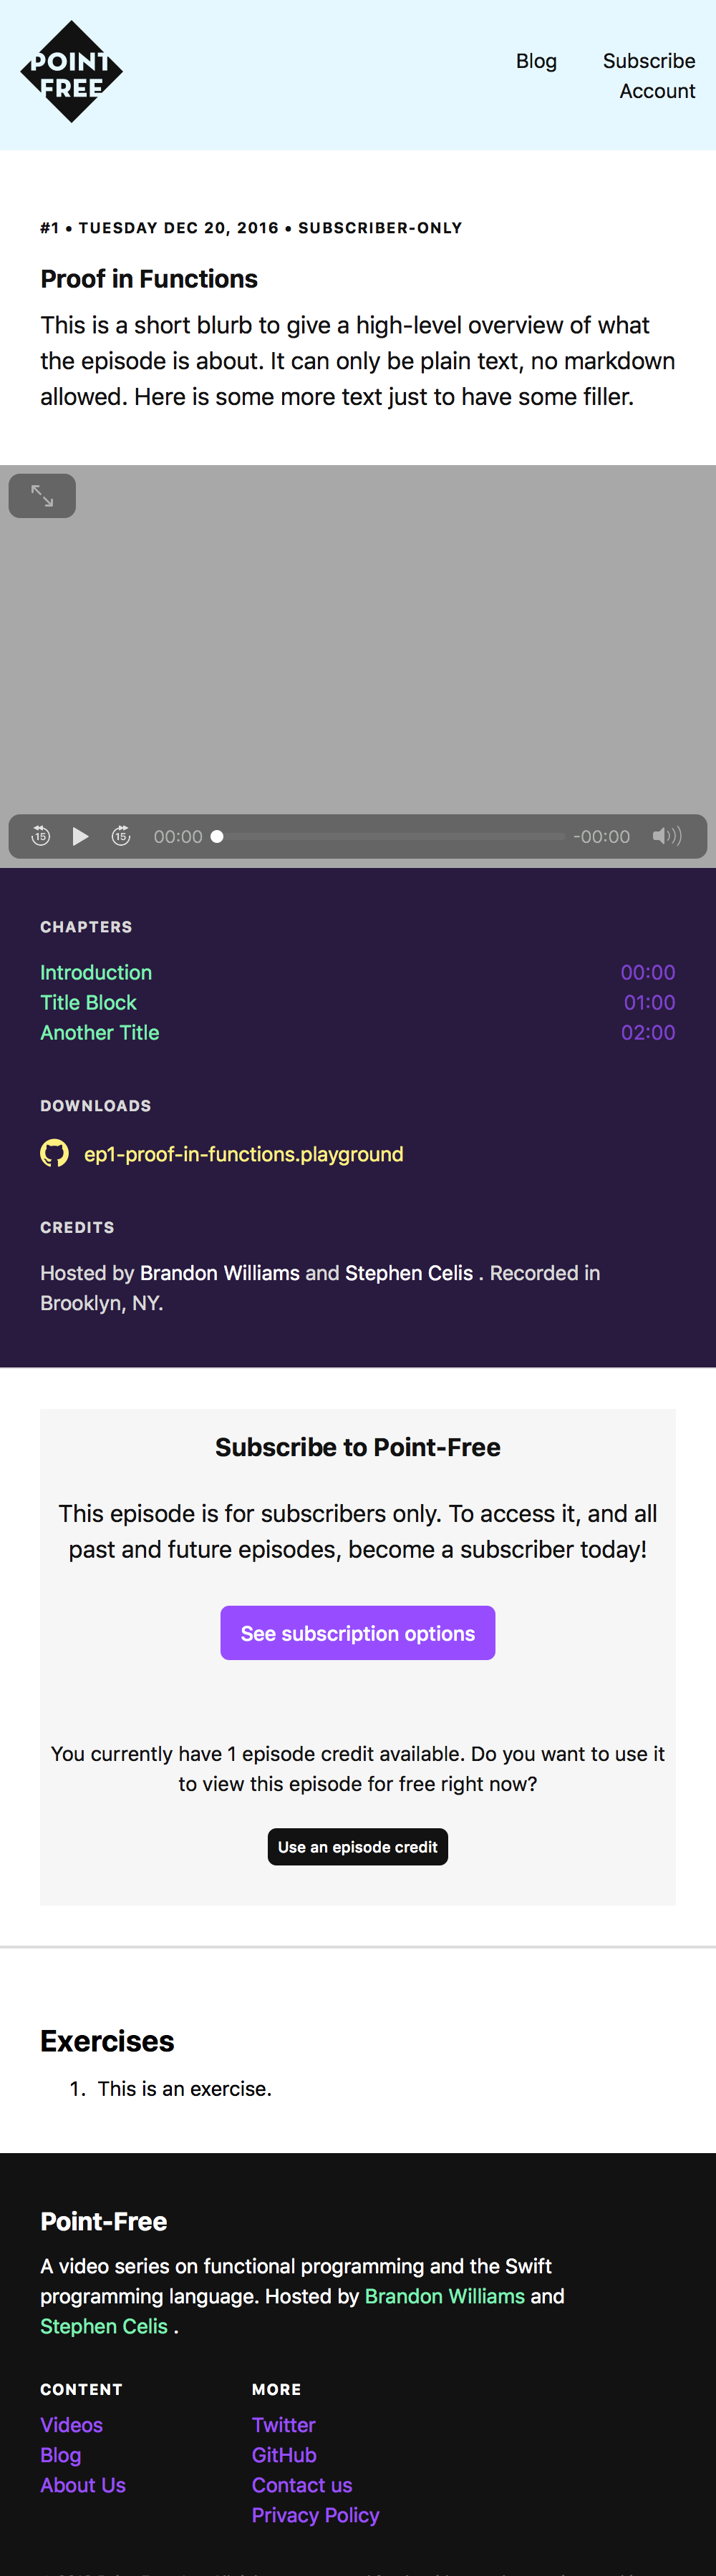 POINT
FREE
Blog
Subscribe
Account
#1 • TUESDAY DEC 20, 2016 • SUBSCRIBER-ONLY
Proof in Functions
This is a short blurb to give a high-level overview of what
the episode is about. It can only be plain text, no markdown
allowed. Here is some more text just to have some filler.
15
15
00:00
-00:00
CHAPTERS
Introduction 00:00
Title Block 01:00
Another Title 02:00
DOWNLOADS
ep1-proof-in-functions.playground
CREDITS
Hosted by Brandon Williams and Stephen Celis . Recorded in
Brooklyn, NY.
Subscribe to Point-Free
This episode is for subscribers only. To access it, and all
past and future episodes, become a subscriber today!
See subscription options
You currently have 1 episode credit available. Do you want to use it
to view this episode for free right now?
Use an episode credit
Exercises
1. This is an exercise.
Point-Free
A video series on functional programming and the Swift
programming language. Hosted by Brandon Williams and
Stephen Celis .
CONTENT
Videos
Blog
About Us
MORE
Twitter
GitHub
Contact us
Privacy Policy